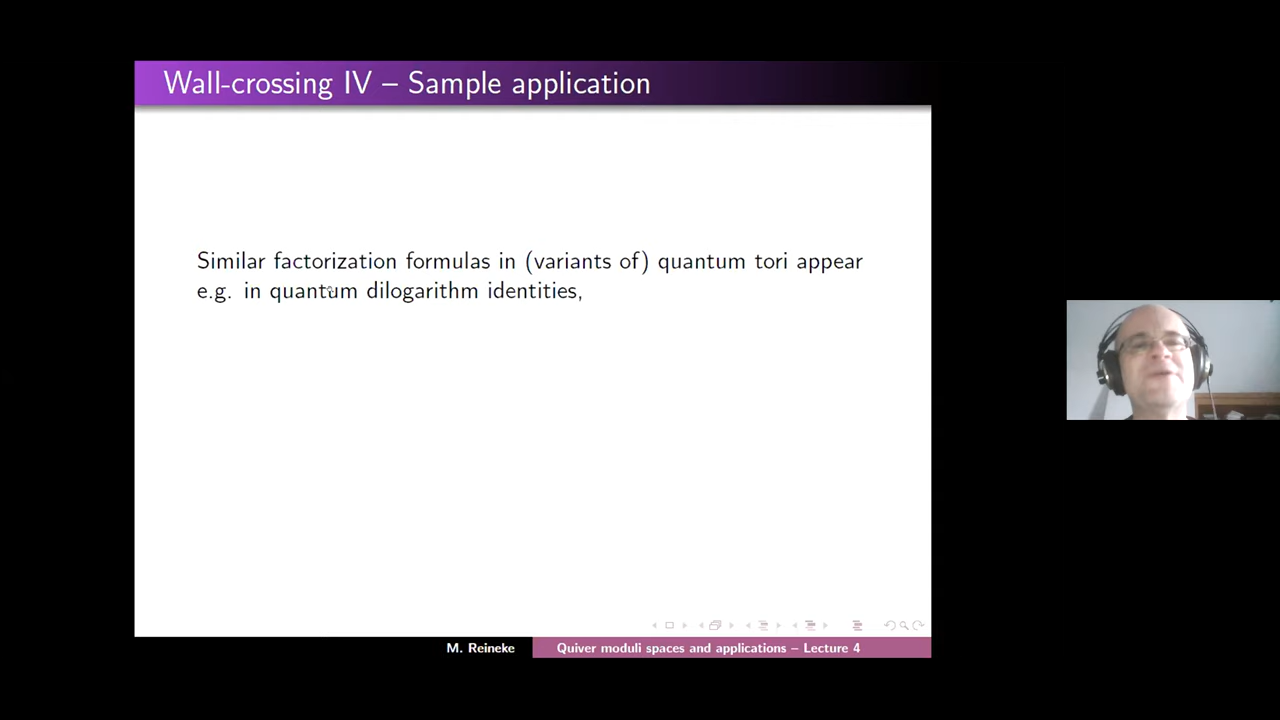 Wall-crossing IV – Sample application
Similar factorization formulas in (variants of) quantum tori appear
e.g. in quantum dilogarithm identities,
M. Reineke
Quiver moduli spaces and applications – Lecture 4